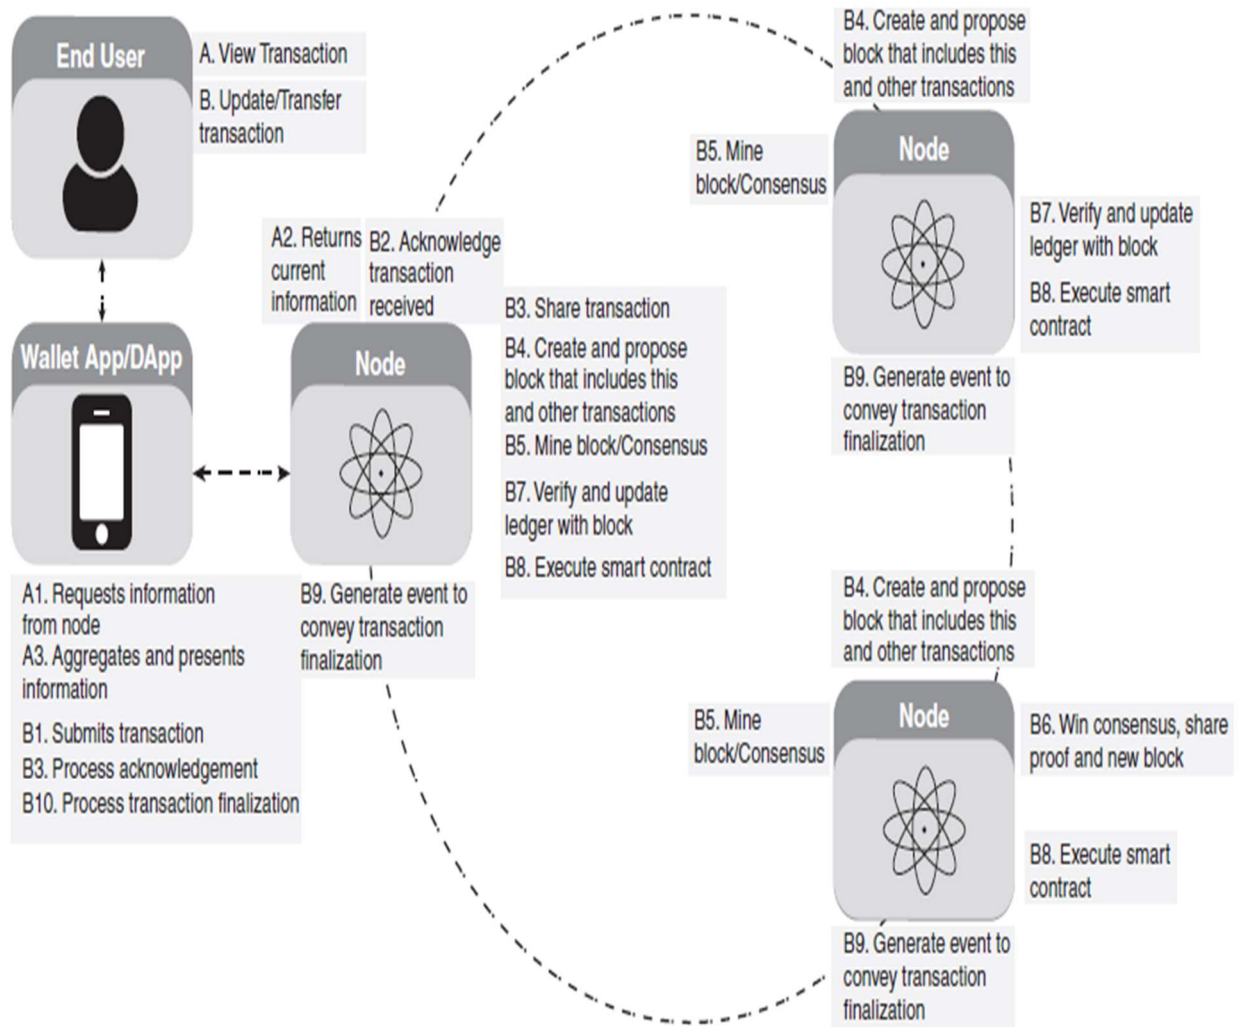 End User
A. View Transaction
B. Update/Transfer
transaction
Wallet App/DApp
A1. Requests information
from node
A3. Aggregates and presents
information
B1. Submits transaction
B3. Process acknowledgement
B10. Process transaction finalization
A2. Returns
current
information
B2. Acknowledge
transaction
received
Node
B3. Share transaction
B4. Create and propose
block that includes this
and other transactions
B5. Mine block/Consensus
B7. Verify and update
ledger with block
B8. Execute smart contract
B9. Generate event to
convey transaction
finalization
B4. Create and propose
block that includes this
and other transactions
B5. Mine
block/Consensus
Node
B7. Verify and update
ledger with block
B8. Execute smart
contract
B9. Generate event to
convey transaction
finalization
B4. Create and propose
block that includes this
and other transactions
B5. Mine
block/Consensus
Node
B6. Win consensus, share
proof and new block
B8. Execute smart
contract
B9. Generate event to
convey transaction
finalization